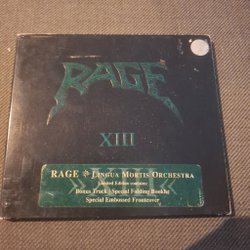 RAGE
XIII
RAGE ❉ LINGUA MORTIS ORCHESTRA
Limited Edition contains:
Bonus Track | Special Folding Booklet
Special Embossed Frontcover